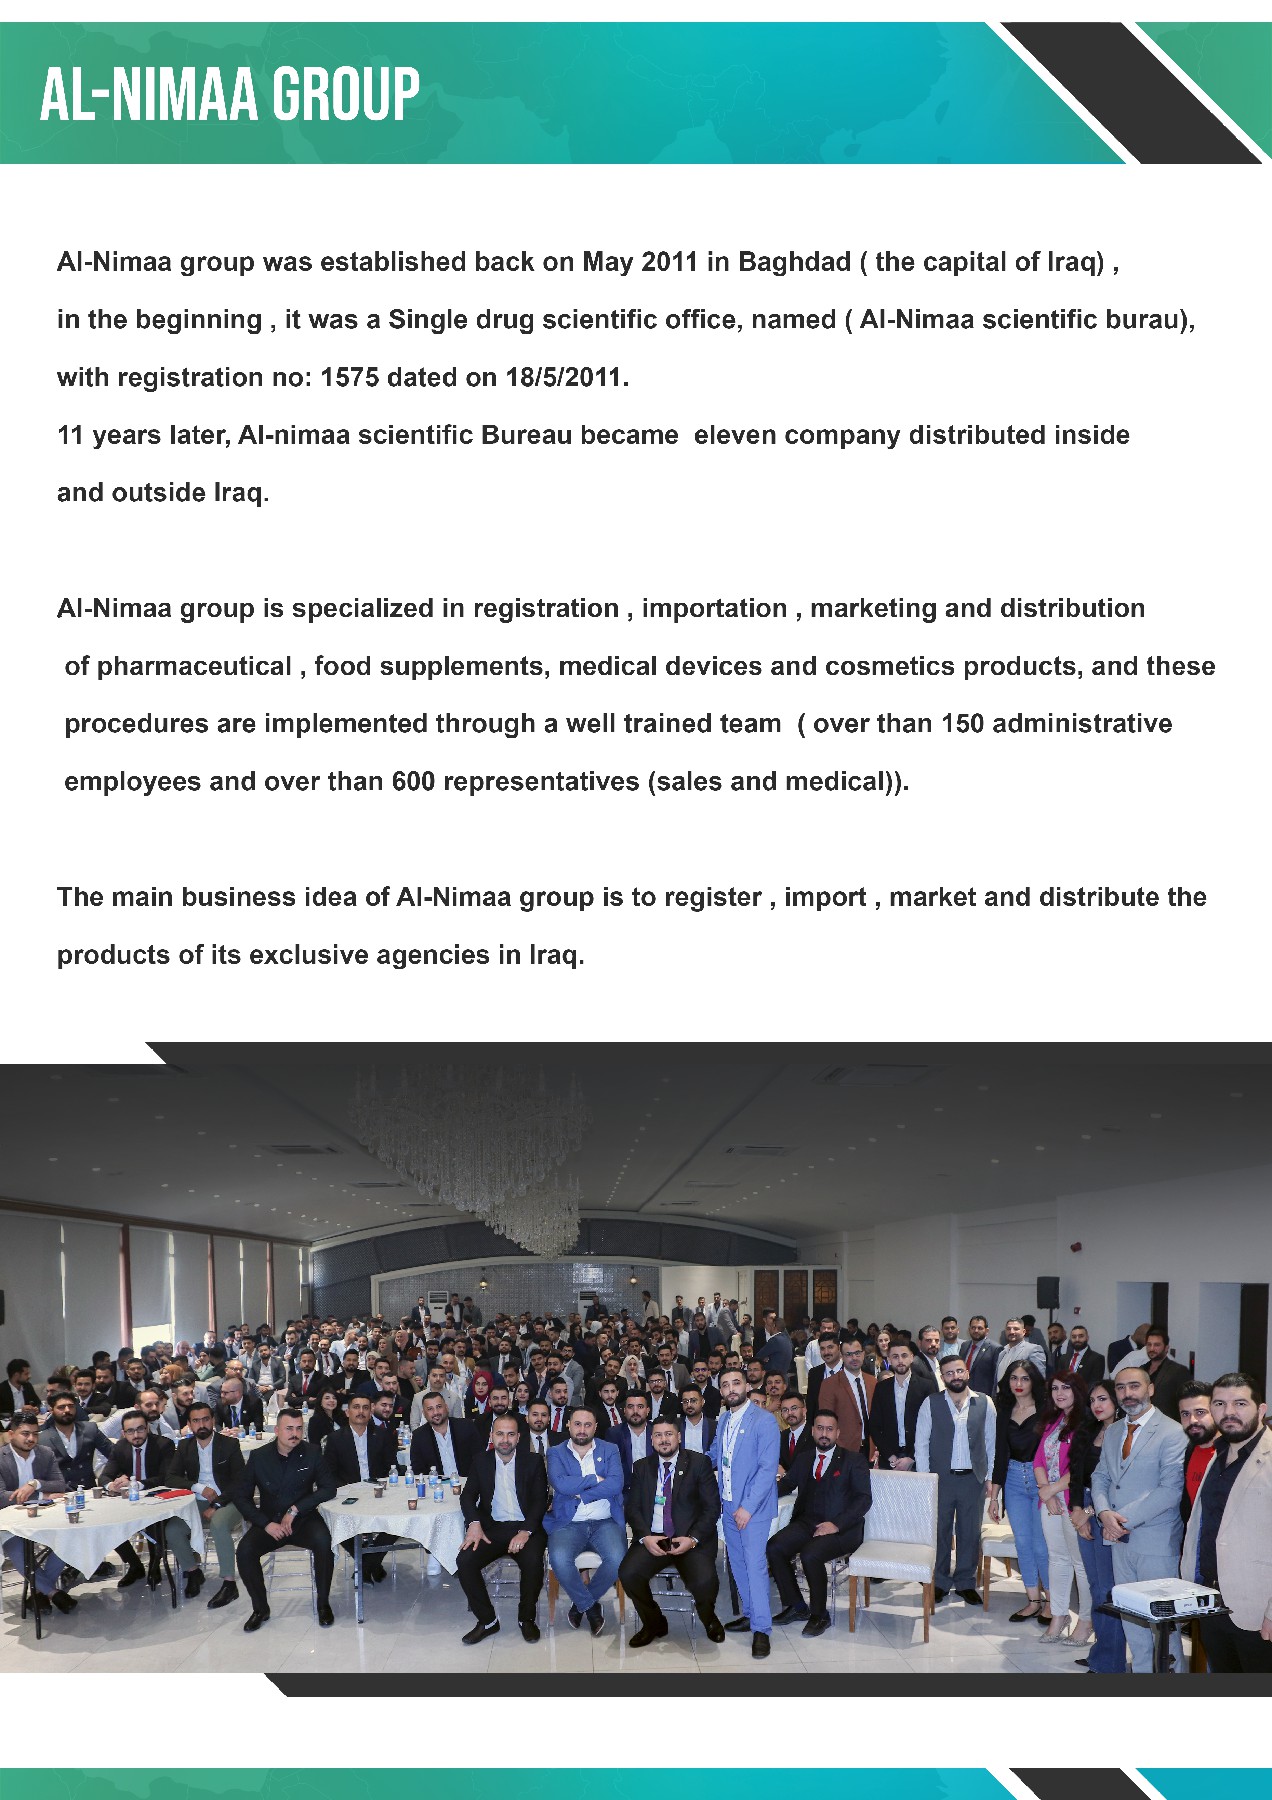 AL-NIMAA GROUP
Al-Nimaa group was established back on May 2011 in Baghdad ( the capital of Iraq) ,
in the beginning , it was a Single drug scientific office, named ( Al-Nimaa scientific burau),
with registration no: 1575 dated on 18/5/2011.
11 years later, Al-nimaa scientific Bureau became  eleven company distributed inside
and outside Iraq.
Al-Nimaa group is specialized in registration , importation , marketing and distribution
of pharmaceutical , food supplements, medical devices and cosmetics products, and these
procedures are implemented through a well trained team  ( over than 150 administrative
employees and over than 600 representatives (sales and medical)).
The main business idea of Al-Nimaa group is to register , import , market and distribute the
products of its exclusive agencies in Iraq.